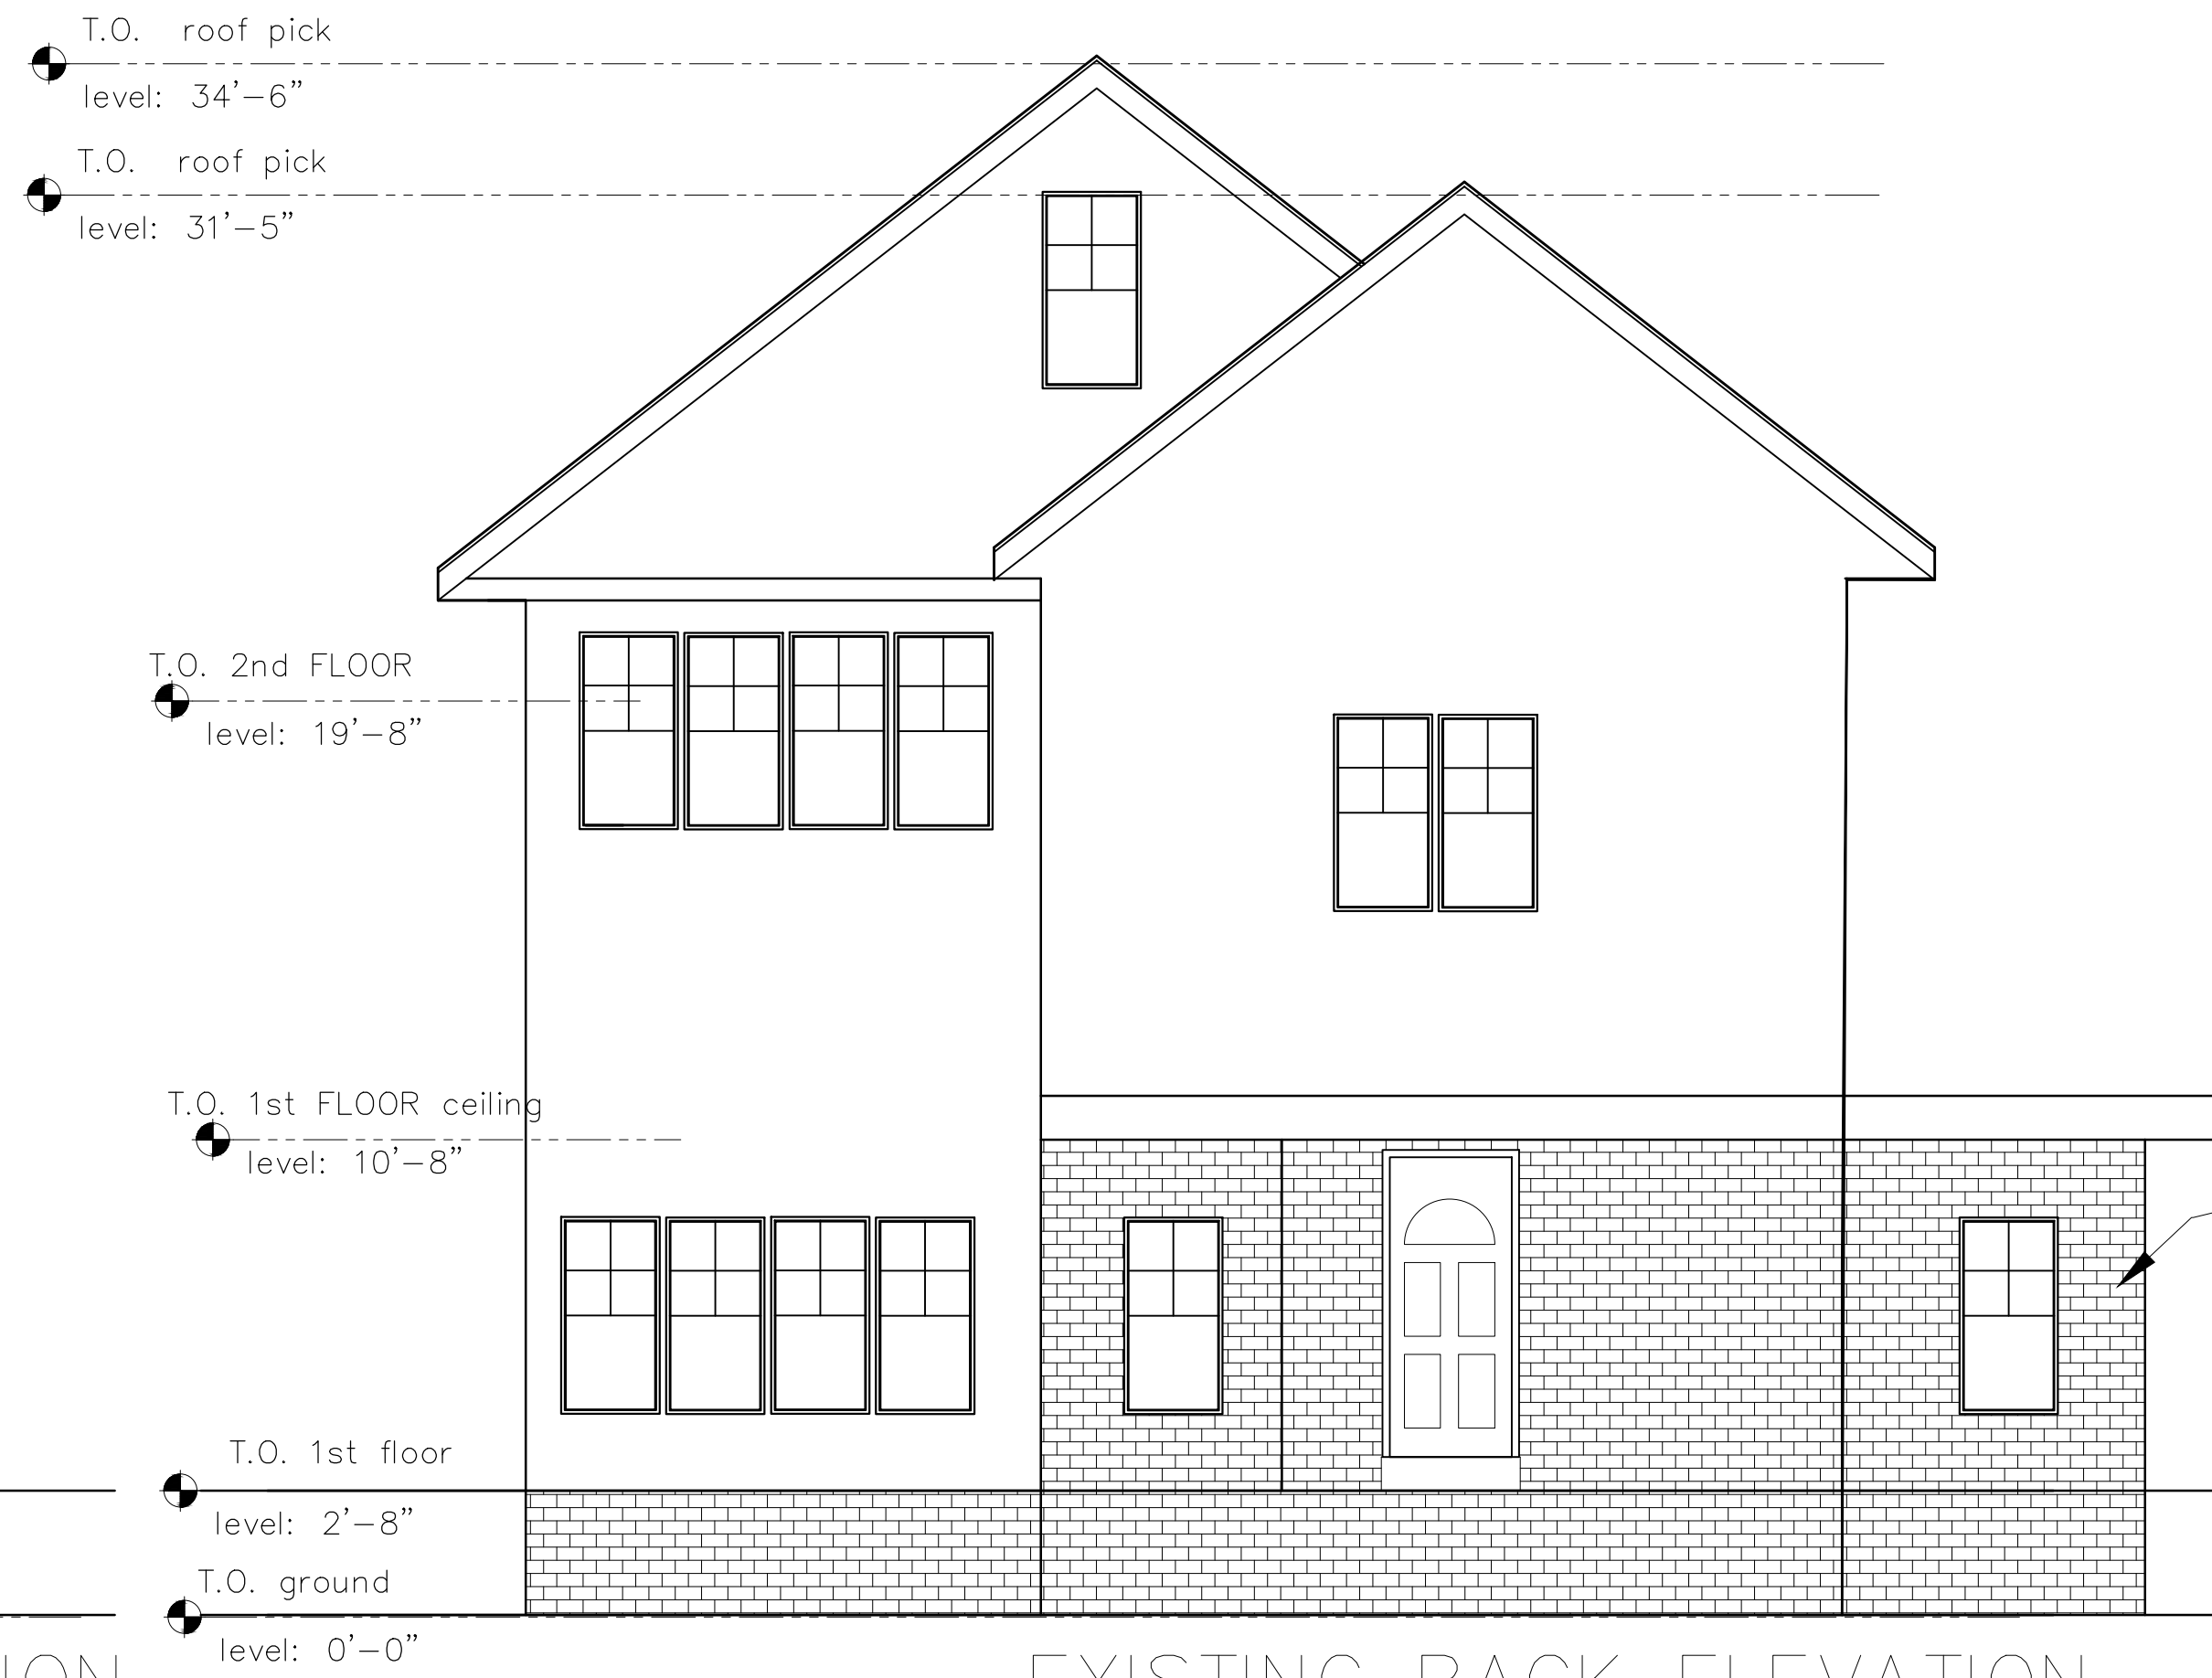 T.O. roof pick
level: 34'-6"
T.O. roof pick
level: 31'-5"
T.O. 2nd FLOOR
level: 19'-8"
T.O. 1st FLOOR ceiling
level: 10'-8"
T.O. 1st floor
level: 2'-8"
T.O. ground
level: 0'-0"
ION
EXISTING BACK ELEVATION